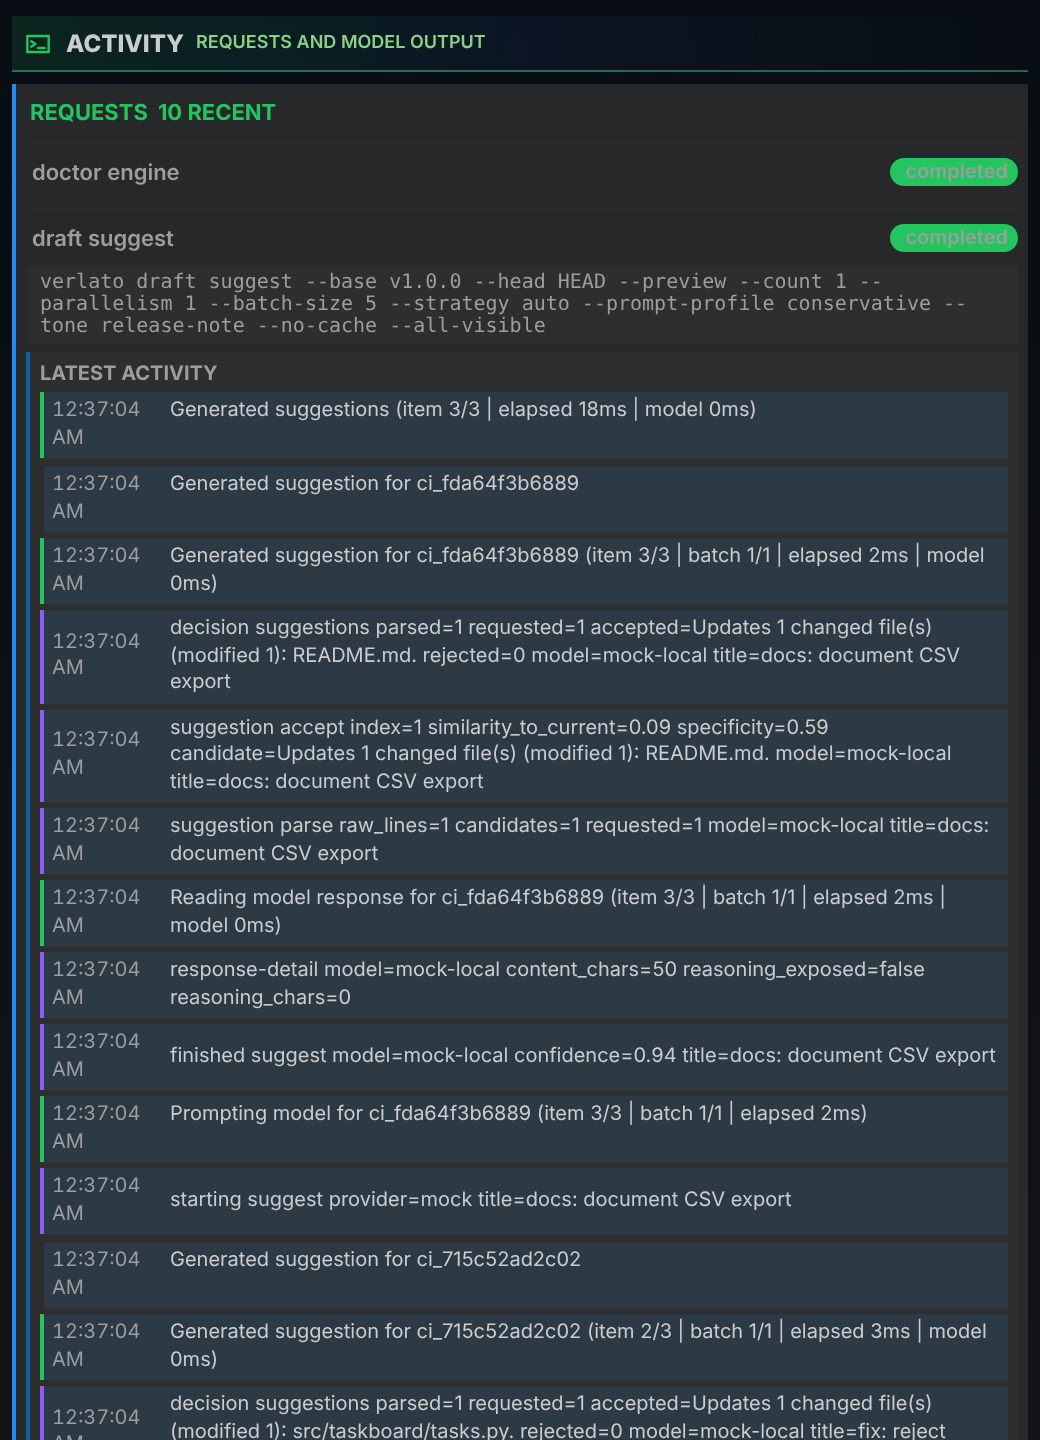 ACTIVITY REQUESTS AND MODEL OUTPUT
REQUESTS 10 RECENT
doctor engine completed
draft suggest completed
verlato draft suggest --base v1.0.0 --head HEAD --preview --count 1 --
parallelism 1 --batch-size 5 --strategy auto --prompt-profile conservative --
tone release-note --no-cache --all-visible
LATEST ACTIVITY
12:37:04 Generated suggestions (item 3/3 | elapsed 18ms | model 0ms)
AM
12:37:04 Generated suggestion for ci_fda64f3b6889
AM
12:37:04 Generated suggestion for ci_fda64f3b6889 (item 3/3 | batch 1/1 | elapsed 2ms | model
AM 0ms)
12:37:04 AM
decision suggestions parsed=1 requested=1 accepted=Updates 1 changed file(s)
(modified 1): README.md. rejected=0 model=mock-local title=docs: document CSV
export
12:37:04 AM
suggestion accept index=1 similarity_to_current=0.09 specificity=0.59
candidate=Updates 1 changed file(s) (modified 1): README.md. model=mock-local
title=docs: document CSV export
12:37:04 suggestion parse raw_lines=1 candidates=1 requested=1 model=mock-local title=docs:
AM document CSV export
12:37:04 Reading model response for ci_fda64f3b6889 (item 3/3 | batch 1/1 | elapsed 2ms |
AM model 0ms)
12:37:04 response-detail model=mock-local content_chars=50 reasoning_exposed=false
AM reasoning_chars=0
12:37:04 AM
finished suggest model=mock-local confidence=0.94 title=docs: document CSV export
12:37:04 Prompting model for ci_fda64f3b6889 (item 3/3 | batch 1/1 | elapsed 2ms)
AM
12:37:04 AM
starting suggest provider=mock title=docs: document CSV export
12:37:04 Generated suggestion for ci_715c52ad2c02
AM
12:37:04 Generated suggestion for ci_715c52ad2c02 (item 2/3 | batch 1/1 | elapsed 3ms | model
AM 0ms)
12:37:04 AM
decision suggestions parsed=1 requested=1 accepted=Updates 1 changed file(s)
(modified 1): src/taskboard/tasks.py. rejected=0 model=mock-local title=fix: reject